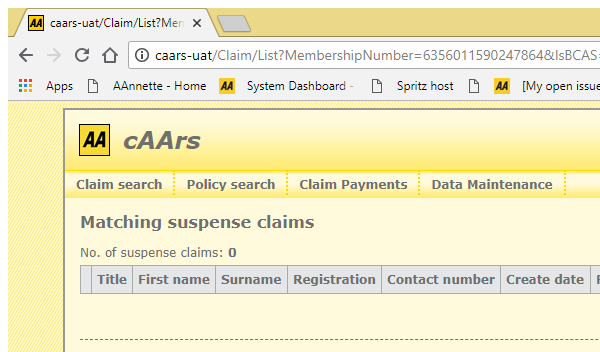 AA caars-uat/Claim/List?Mem
caars-uat/Claim/List?MembershipNumber=6356011590247864&IsBCAS=
Apps AAnnette - Home AA System Dashboard - Spritz host AA [My open issue
AA cAArs
Claim search Policy search Claim Payments Data Maintenance
Matching suspense claims
No. of suspense claims: 0
Title First name Surname Registration Contact number Create date